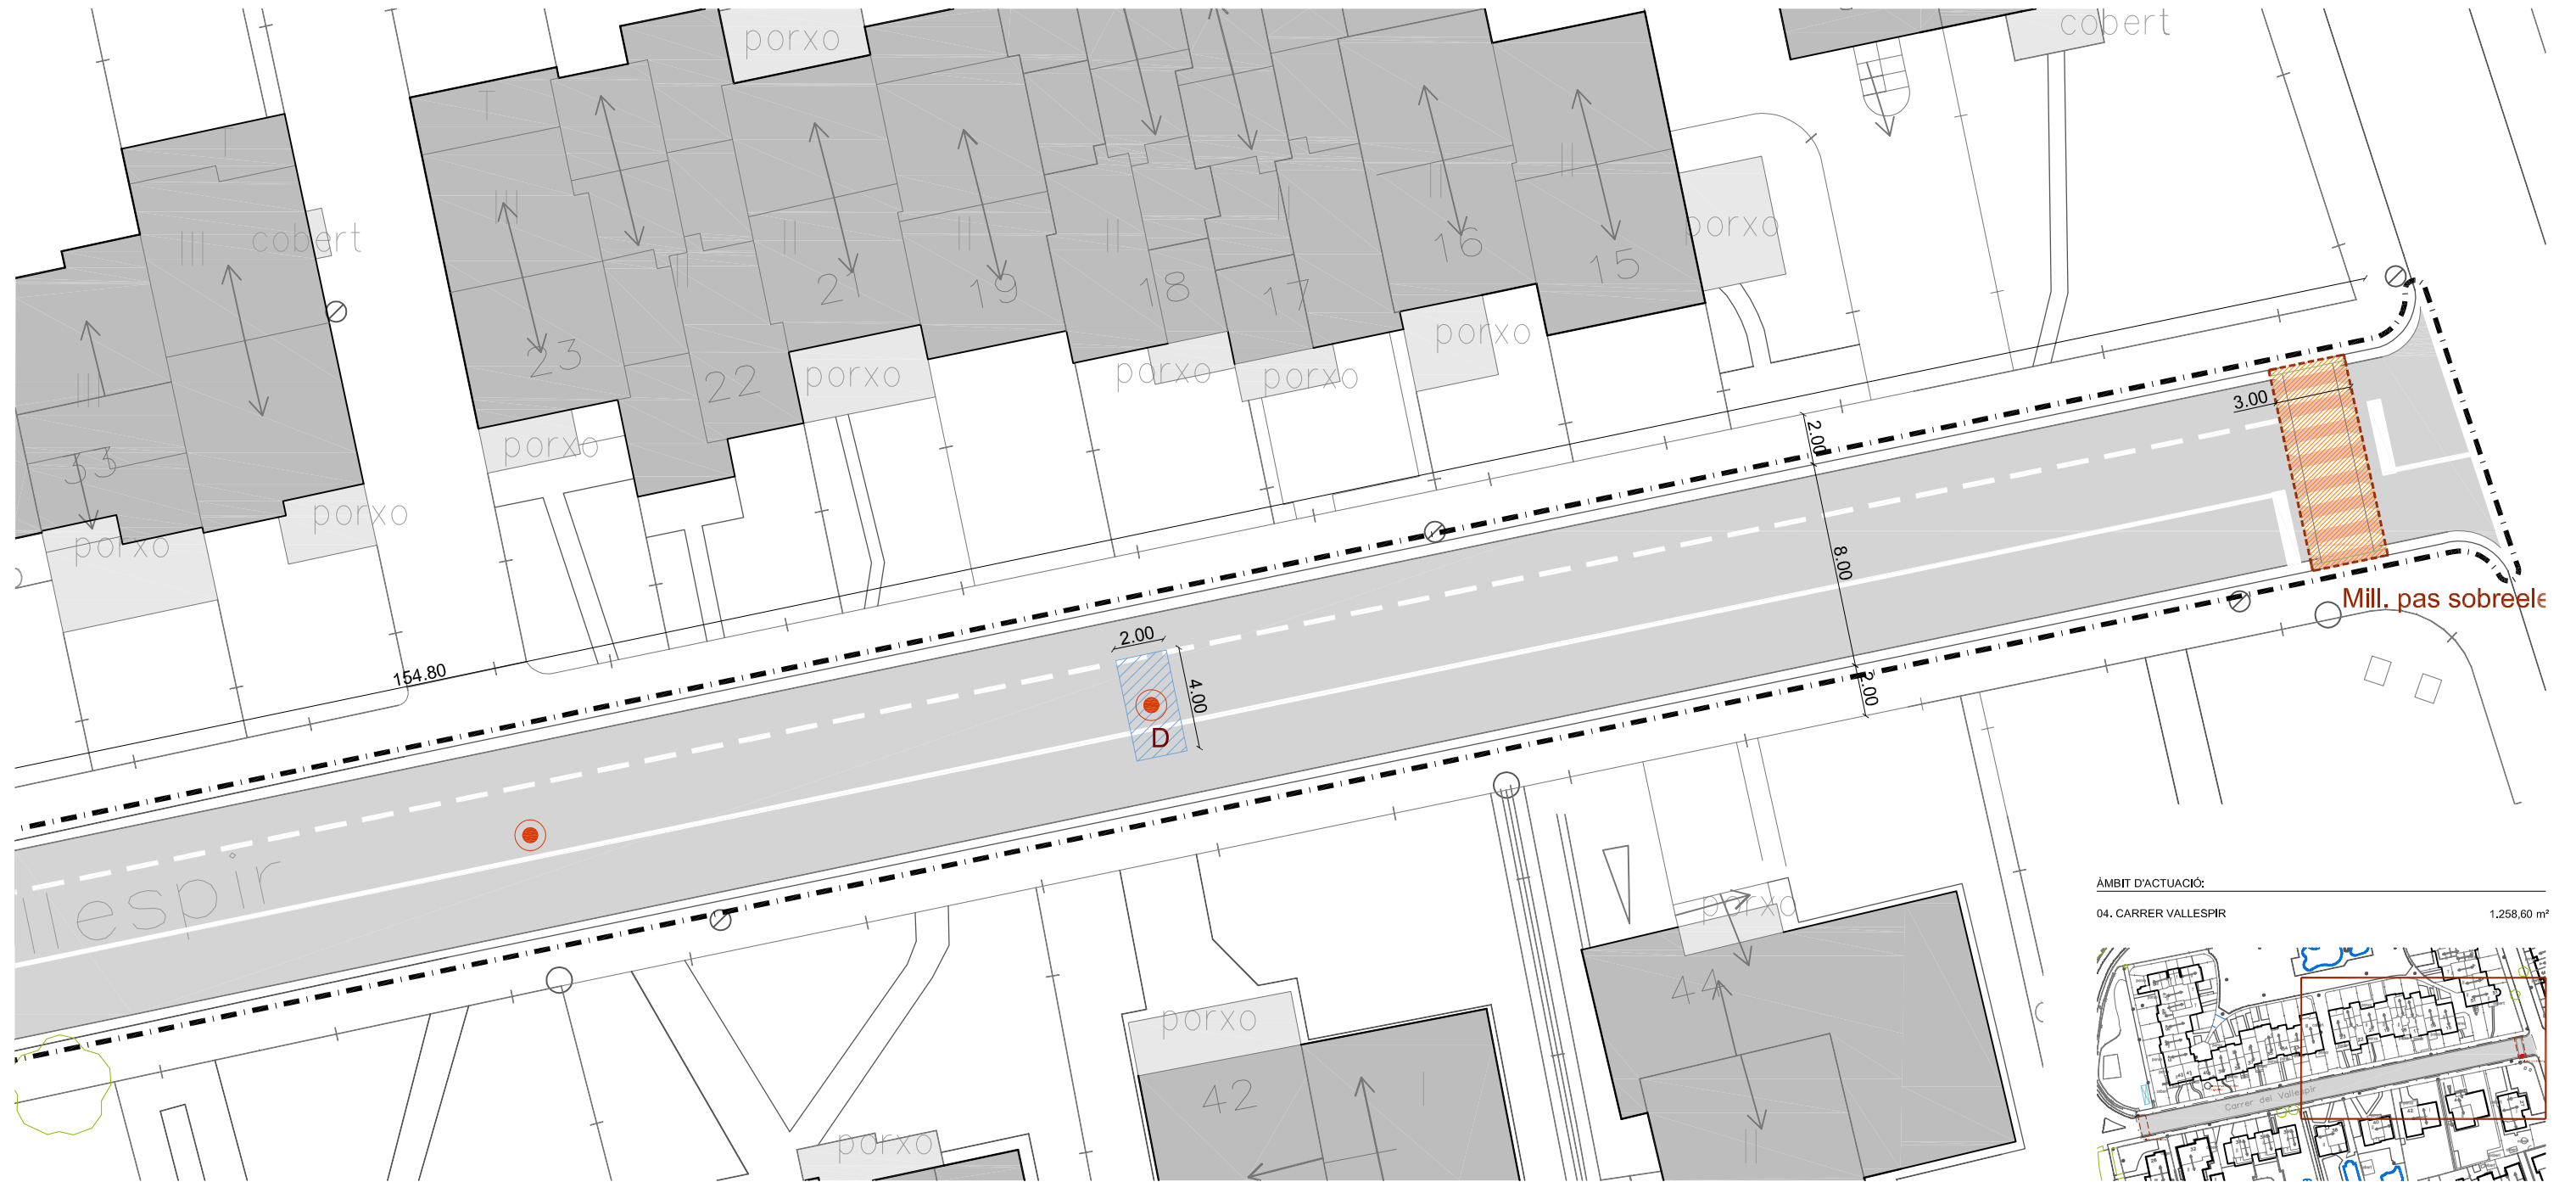 porxo
cobert
T
T
III
cobert
III
II
II
II
II
II
II
II
porxo
16
15
21
19
18
17
23
22
porxo
porxo
porxo
porxo
III
33
porxo
porxo
porxo
3.00
2.00
8.00
2.00
Mill. pas sobreele
2.00
4.00
D
154.80
llespir
porxo
44
II
porxo
42
I
porxo
ÀMBIT D'ACTUACIÓ:
04. CARRER VALLESPIR 1.258,60 m²
Carrer del Vallespir